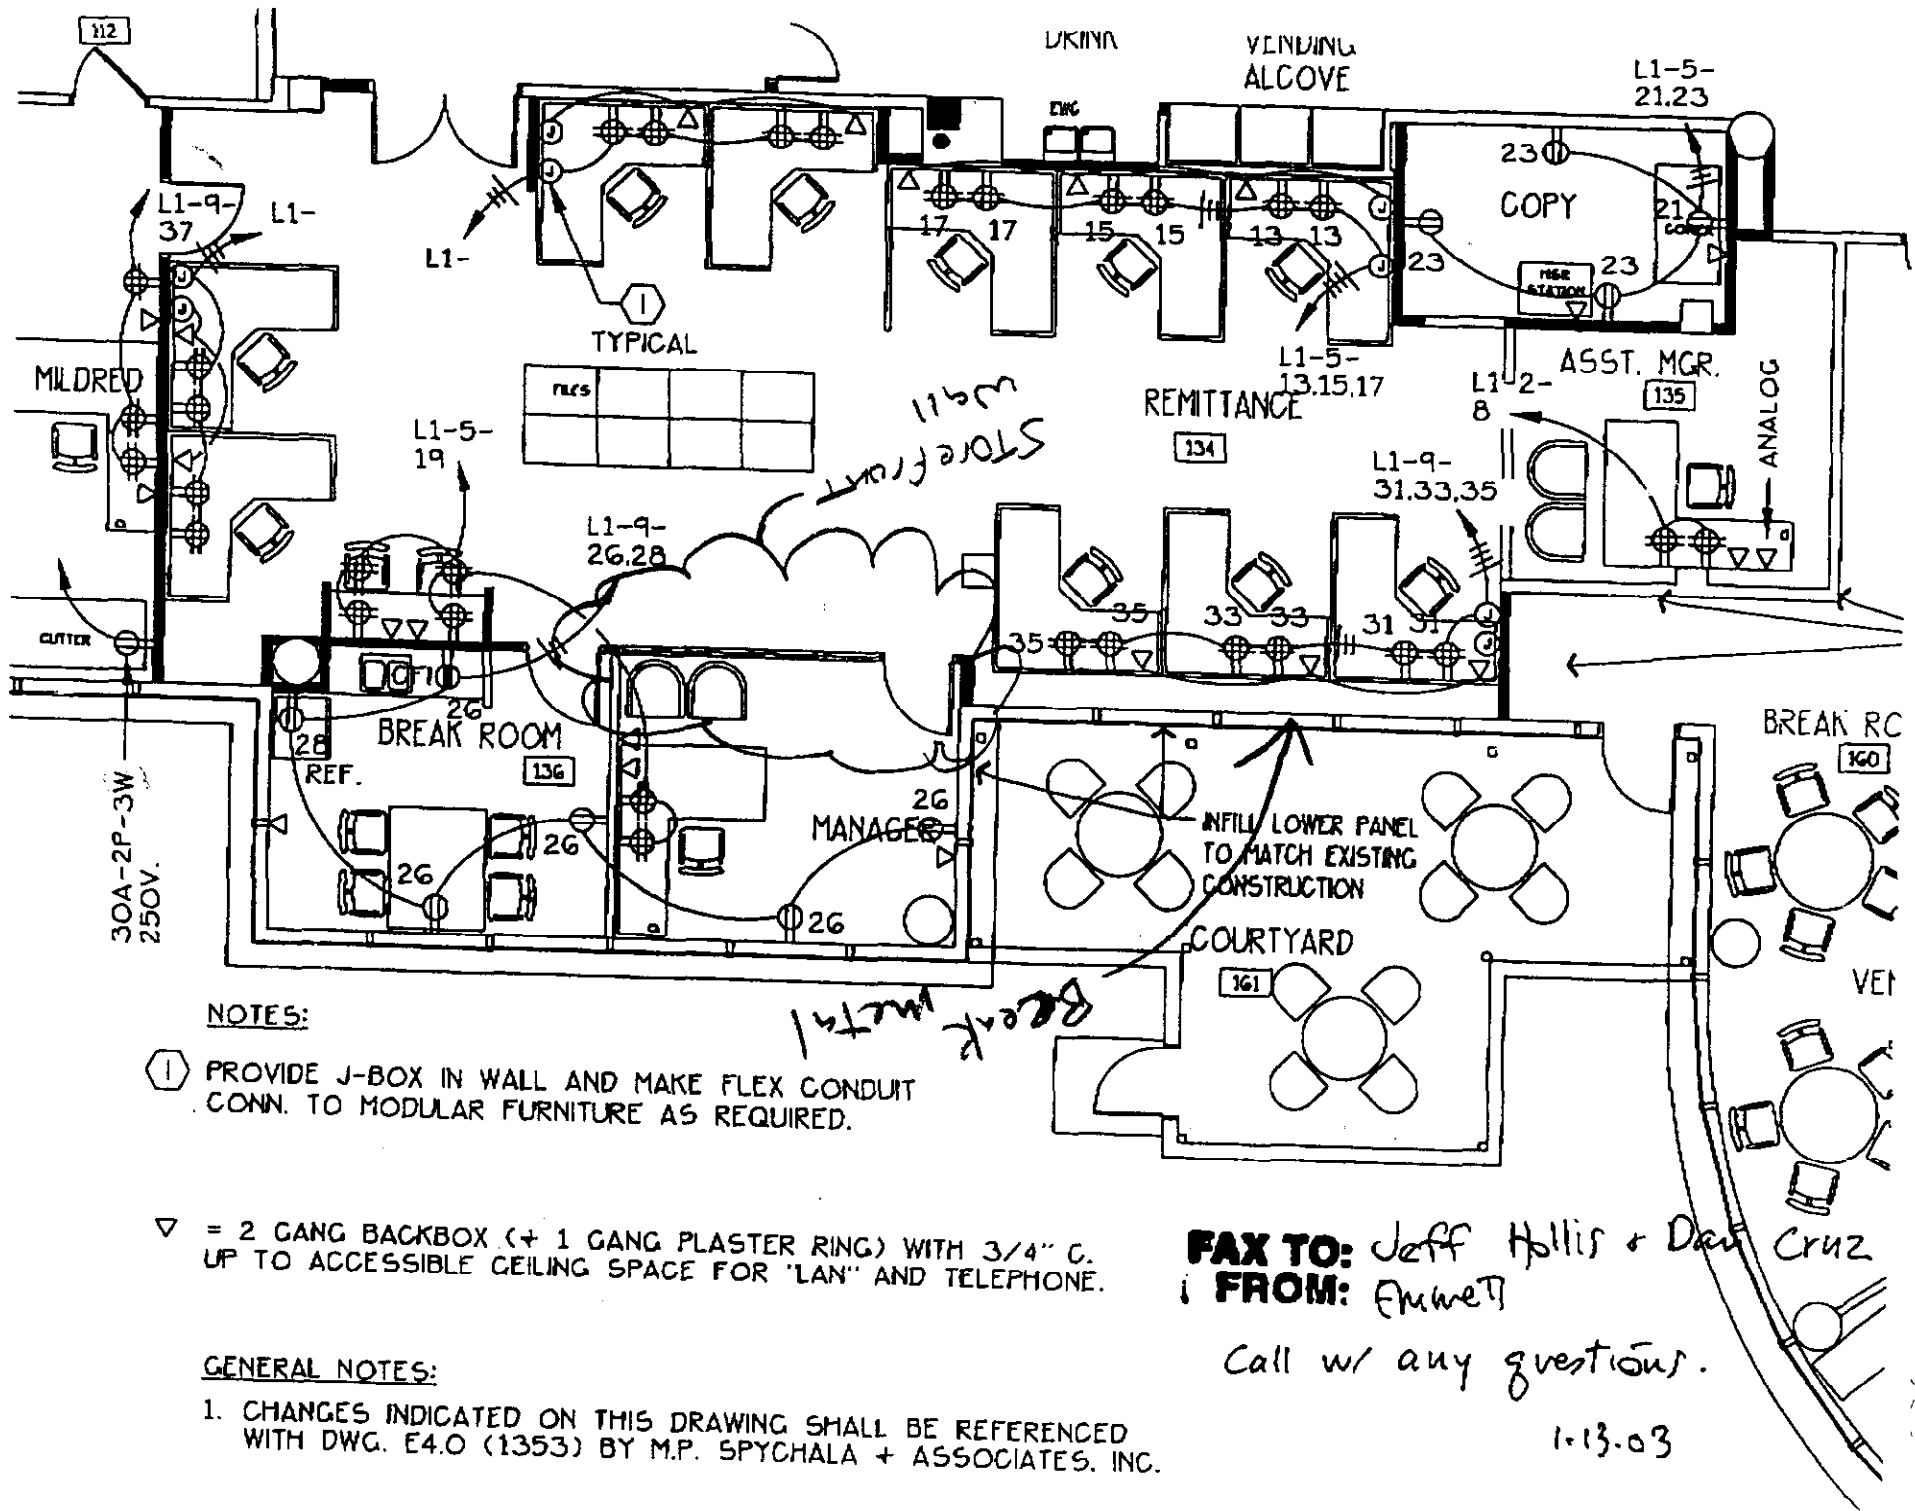 112
VENDING
ALCOVE
L1-5-
21,23
EWC
23
COPY
21
COPIER
L1-9-
37
L1-
L1-
17
17
15
15
13
13
23
23
STATION
1
TYPICAL
L1-5-
13,15,17
ASST. MGR.
135
ANALOG
L1-2-
8
MILDRED
FILES
REMITTANCE
134
Storefront
wall
L1-5-
19
L1-9-
31,33,35
L1-9-
26,28
CUTTER
35
35
33
33
31
31
26
28
REF.
BREAK ROOM
136
30A-2P-3W
250V.
26
26
MANAGER
26
26
INFILL LOWER PANEL
TO MATCH EXISTING
CONSTRUCTION
BREAK RO
160
COURTYARD
161
VEN
Break
metal
NOTES:
1 PROVIDE J-BOX IN WALL AND MAKE FLEX CONDUIT
CONN. TO MODULAR FURNITURE AS REQUIRED.
= 2 GANG BACKBOX (+ 1 GANG PLASTER RING) WITH 3/4" C.
UP TO ACCESSIBLE CEILING SPACE FOR "LAN" AND TELEPHONE.
FAX TO: Jeff Hollis + Dan Cruz
FROM: Emmett
Call w/ any questions.
1.13.03
GENERAL NOTES:
1. CHANGES INDICATED ON THIS DRAWING SHALL BE REFERENCED
WITH DWG. E4.0 (1353) BY M.P. SPYCHALA + ASSOCIATES, INC.